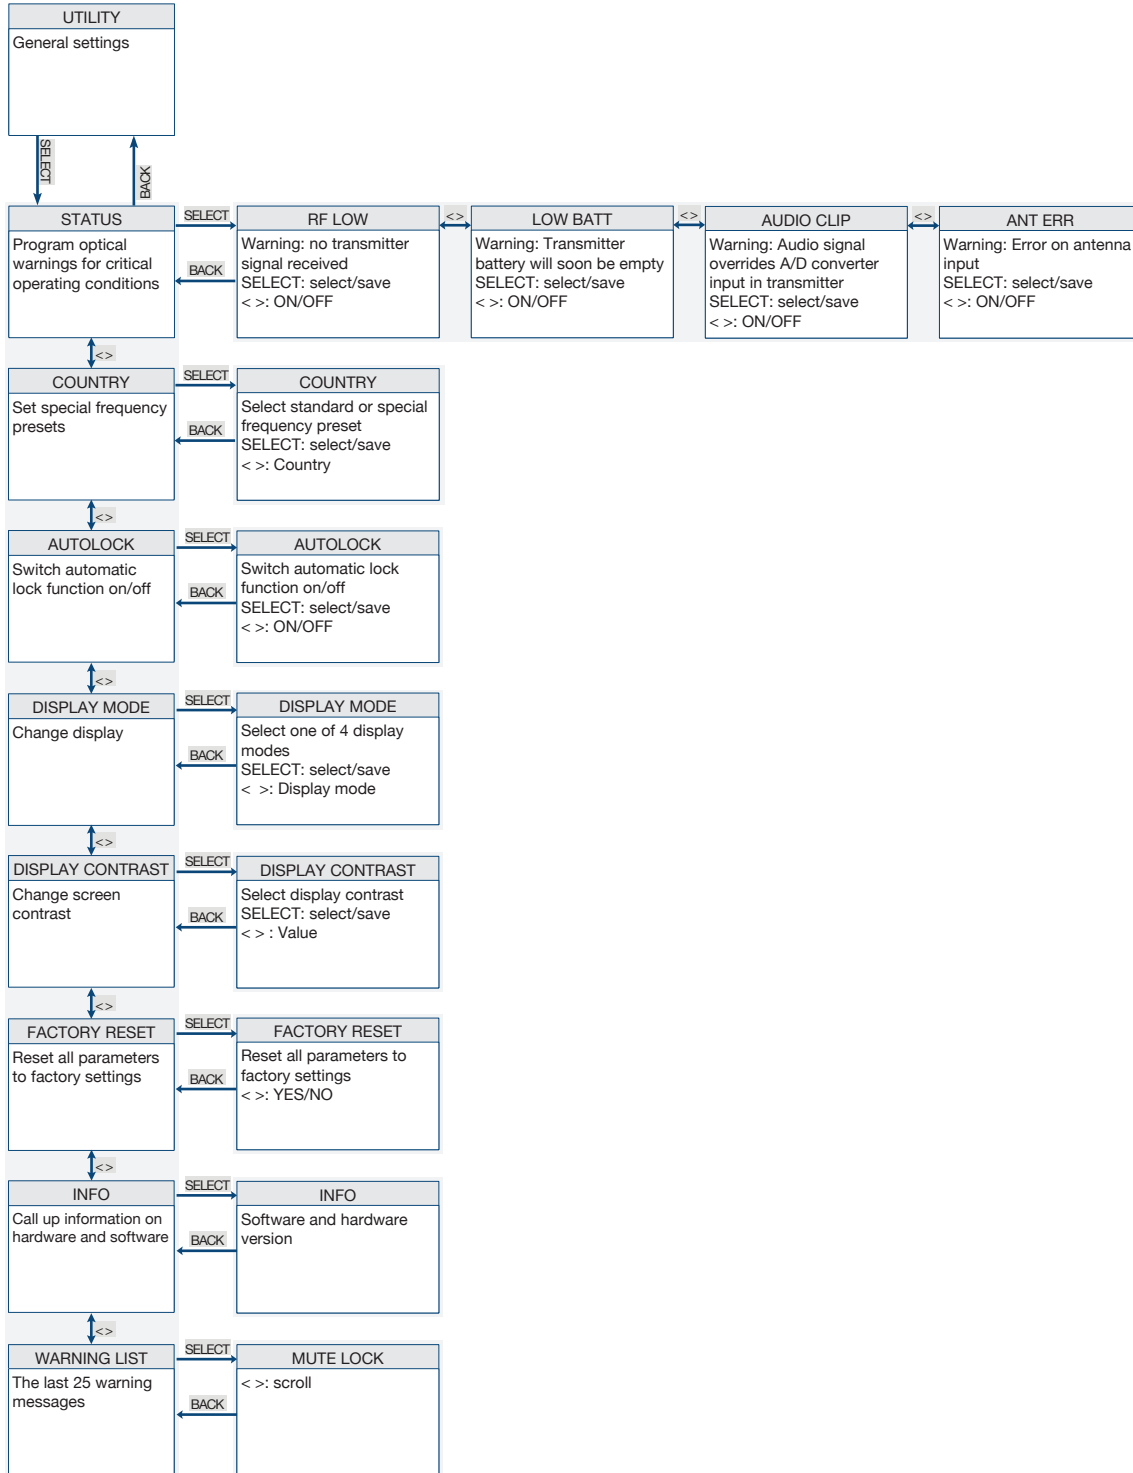 UTILITY
General settings
SELECT
BACK
STATUS
Program optical
warnings for critical
operating conditions
SELECT
BACK
RF LOW
Warning: no transmitter
signal received
SELECT: select/save
< >: ON/OFF
<>
LOW BATT
Warning: Transmitter
battery will soon be empty
SELECT: select/save
< >: ON/OFF
<>
AUDIO CLIP
Warning: Audio signal
overrides A/D converter
input in transmitter
SELECT: select/save
< >: ON/OFF
<>
ANT ERR
Warning: Error on antenna
input
SELECT: select/save
< >: ON/OFF
<>
COUNTRY
Set special frequency
presets
SELECT
BACK
COUNTRY
Select standard or special
frequency preset
SELECT: select/save
< >: Country
<>
AUTOLOCK
Switch automatic
lock function on/off
SELECT
BACK
AUTOLOCK
Switch automatic lock
function on/off
SELECT: select/save
< >: ON/OFF
<>
DISPLAY MODE
Change display
SELECT
BACK
DISPLAY MODE
Select one of 4 display
modes
SELECT: select/save
<  >: Display mode
<>
DISPLAY CONTRAST
Change screen
contrast
SELECT
BACK
DISPLAY CONTRAST
Select display contrast
SELECT: select/save
< > : Value
<>
FACTORY RESET
Reset all parameters
to factory settings
SELECT
BACK
FACTORY RESET
Reset all parameters to
factory settings
< >: YES/NO
<>
INFO
Call up information on
hardware and software
SELECT
BACK
INFO
Software and hardware
version
<>
WARNING LIST
The last 25 warning
messages
SELECT
BACK
MUTE LOCK
< >: scroll